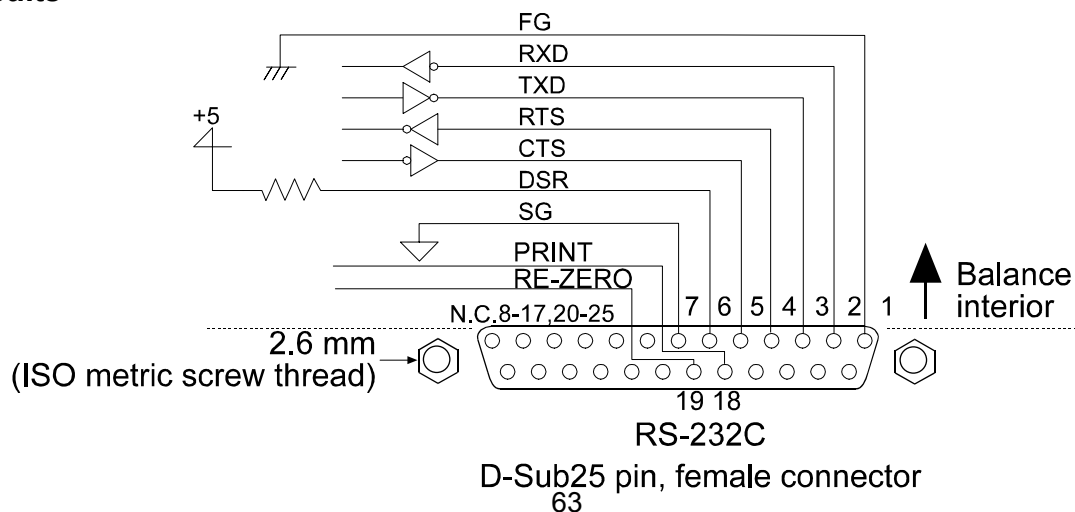 FG
RXD
TXD
+5
RTS
CTS
DSR
SG
PRINT
RE-ZERO
N.C.8-17,20-25
7 6 5 4 3 2 1
Balance
interior
2.6 mm
(ISO metric screw thread)
19 18
RS-232C
D-Sub25 pin, female connector
63